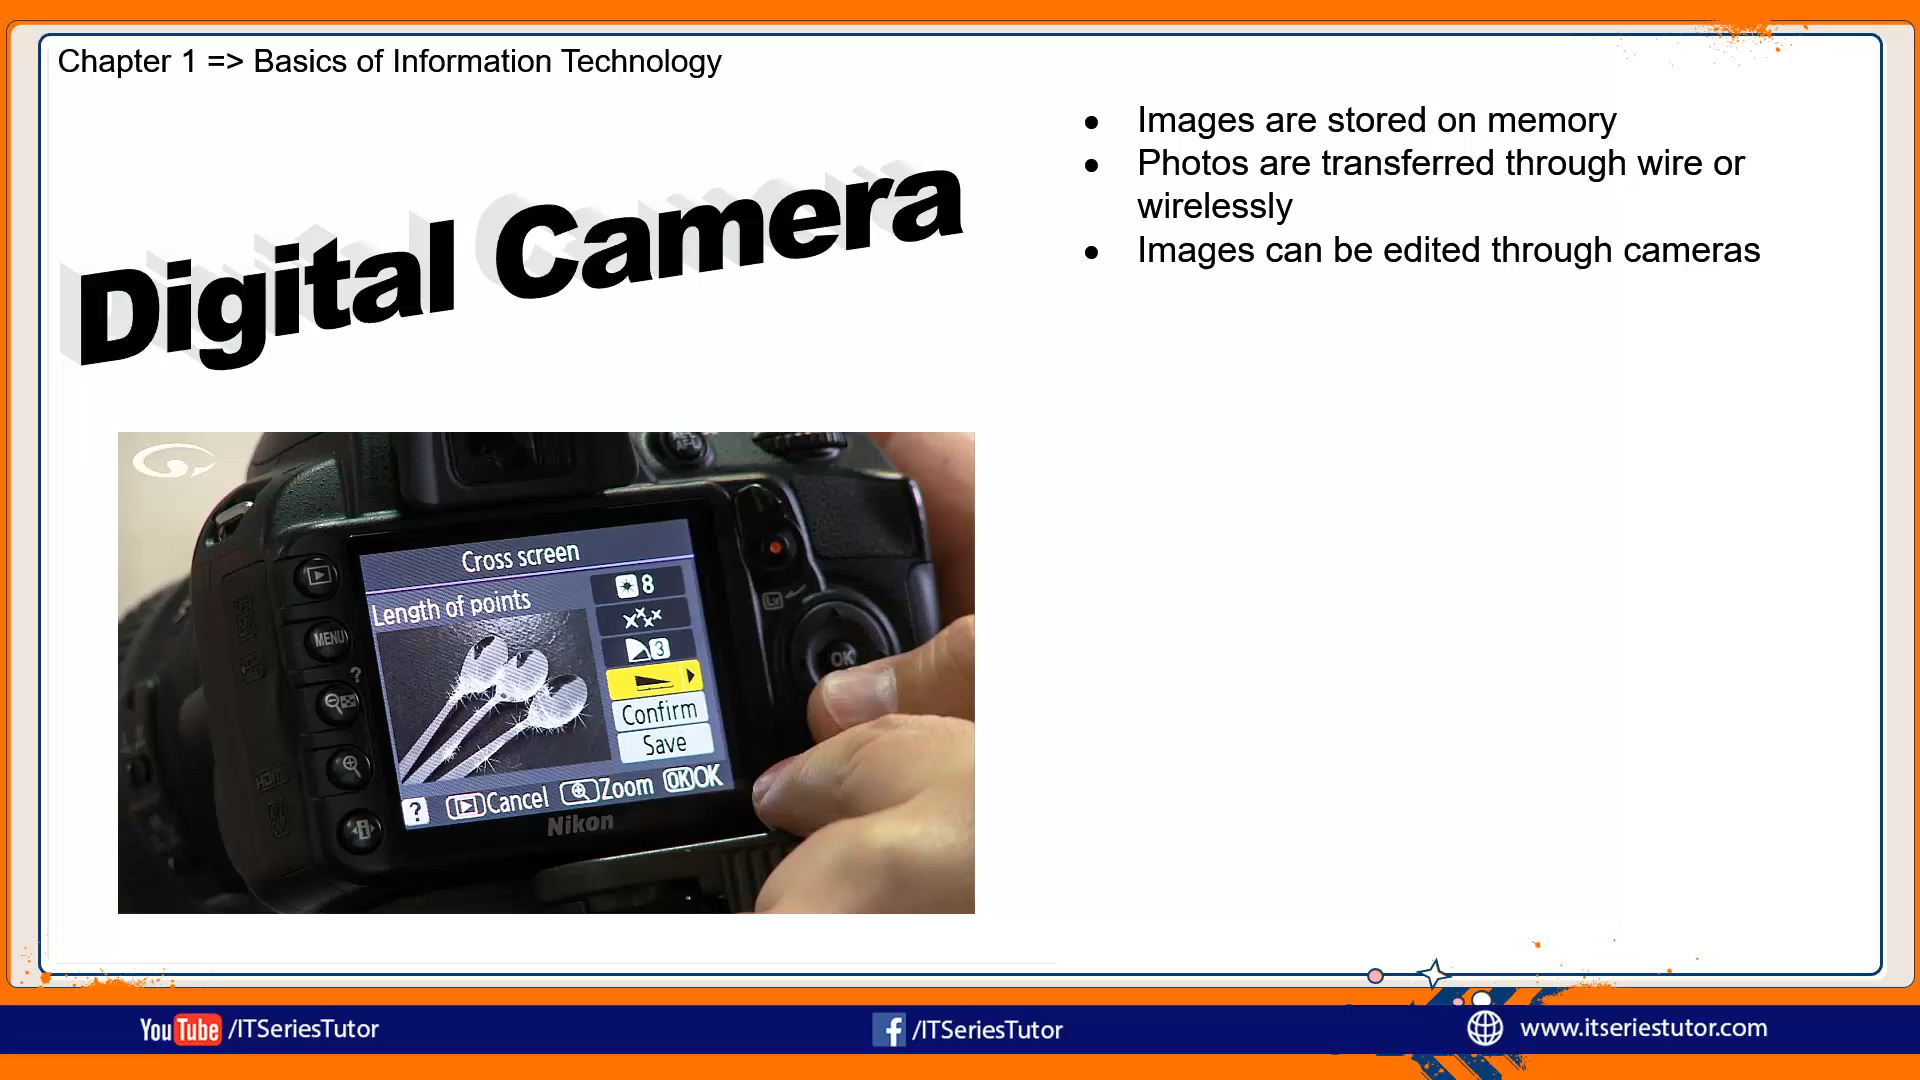 Chapter 1 => Basics of Information Technology
Digital Camera
● Images are stored on memory
● Photos are transferred through wire or
wirelessly
● Images can be edited through cameras
Cross screen
Length of points
8
3
Confirm
Save
? Cancel Zoom OK OK
MENU
?
Lv
OK
Nikon
YouTube /ITSeriesTutor
f /ITSeriesTutor
www.itseriestutor.com